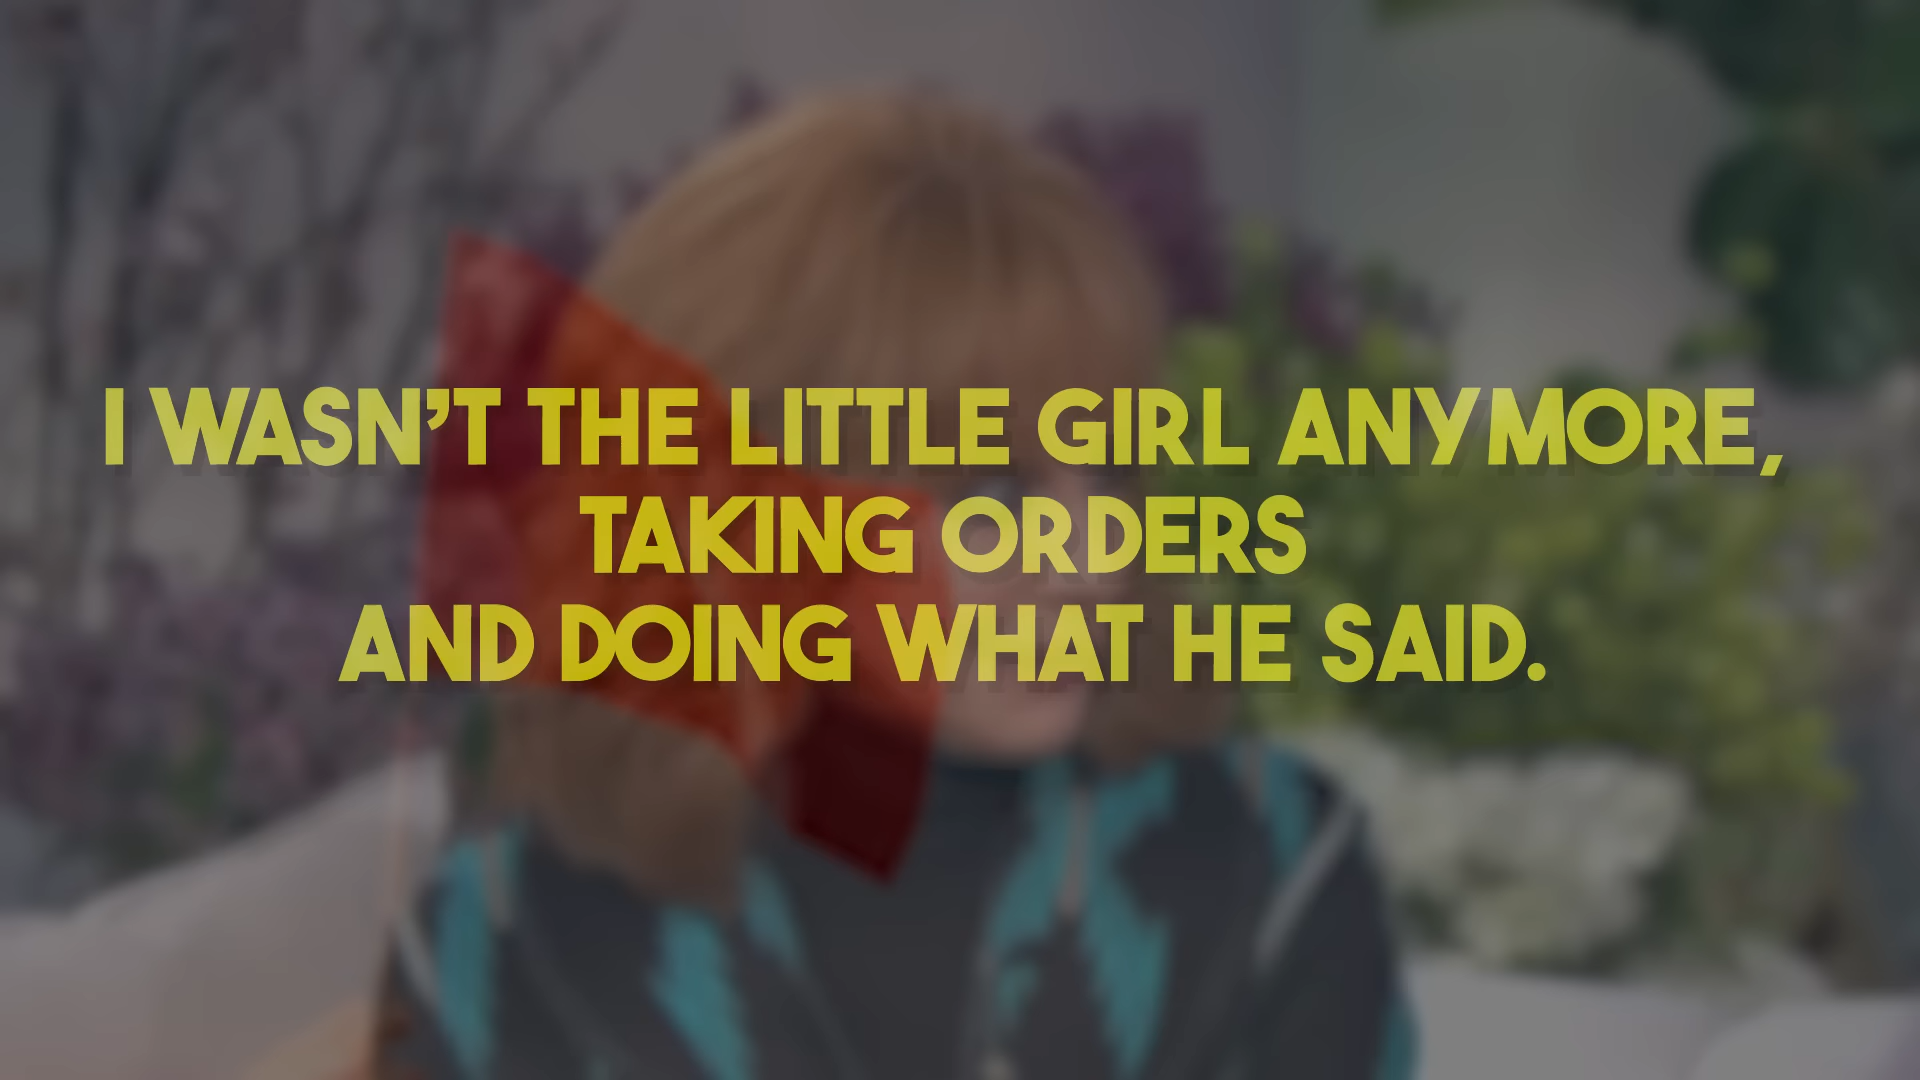 I WASN’T THE LITTLE GIRL ANYMORE,
TAKING ORDERS
AND DOING WHAT HE SAID.